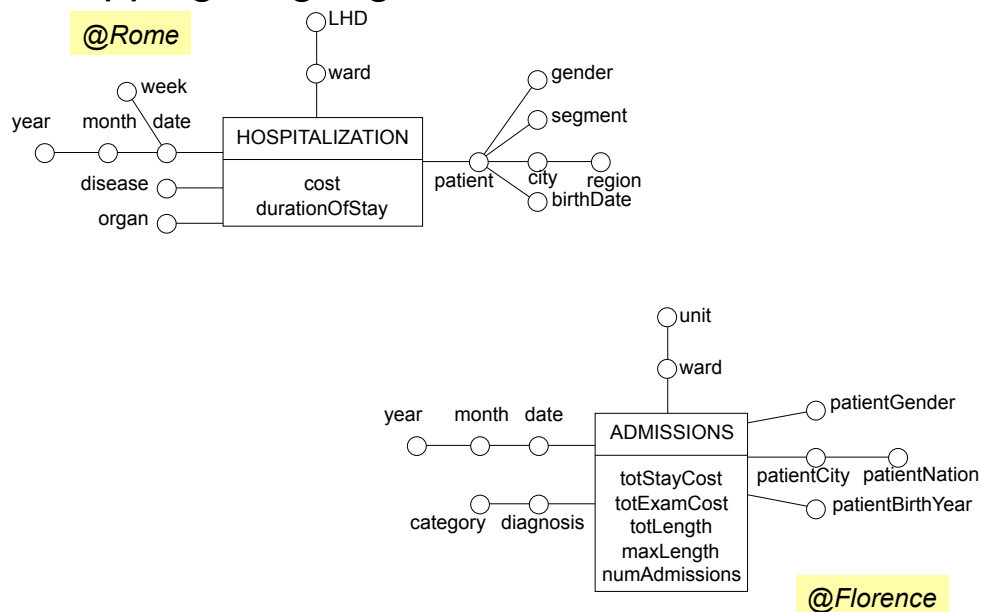 @Rome
LHD
ward
week
year month date
HOSPITALIZATION
cost
durationOfStay
disease
organ
gender
segment
patient city region
birthDate
unit
ward
year month date
ADMISSIONS
totStayCost
totExamCost
totLength
maxLength
numAdmissions
category diagnosis
patientGender
patientCity patientNation
patientBirthYear
@Florence